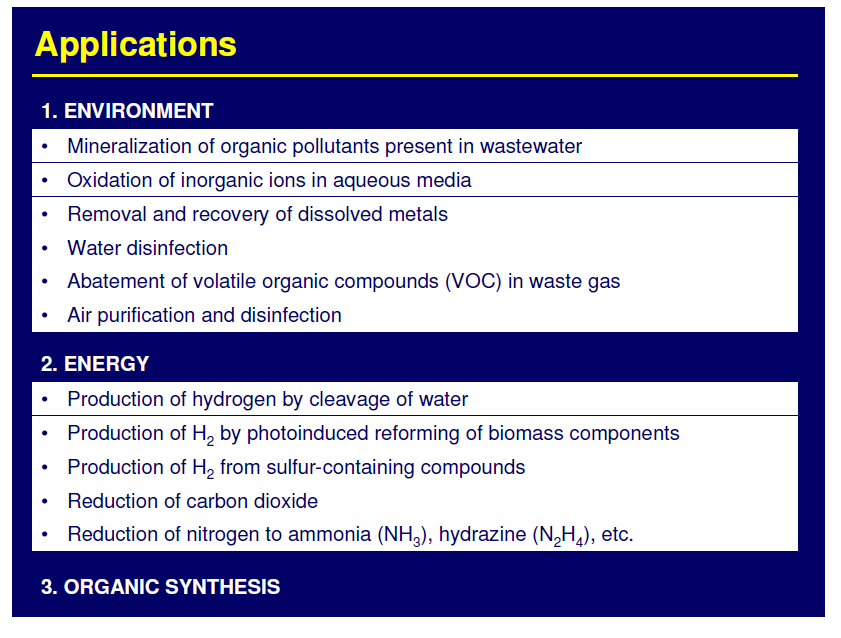 Applications
1. ENVIRONMENT
• Mineralization of organic pollutants present in wastewater
• Oxidation of inorganic ions in aqueous media
• Removal and recovery of dissolved metals
• Water disinfection
• Abatement of volatile organic compounds (VOC) in waste gas
• Air purification and disinfection
2. ENERGY
• Production of hydrogen by cleavage of water
• Production of H₂ by photoinduced reforming of biomass components
• Production of H₂ from sulfur-containing compounds
• Reduction of carbon dioxide
• Reduction of nitrogen to ammonia (NH₃), hydrazine (N₂H₄), etc.
3. ORGANIC SYNTHESIS